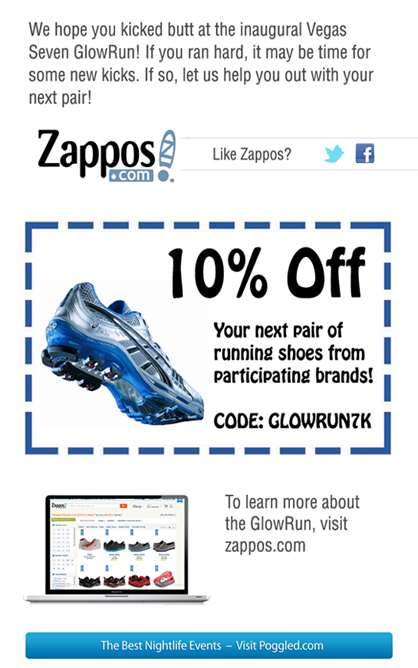 We hope you kicked butt at the inaugural Vegas
Seven GlowRun! If you ran hard, it may be time for
some new kicks. If so, let us help you out with your
next pair!
Zappos
.com
Like Zappos?
10% Off
Your next pair of
running shoes from
participating brands!
CODE: GLOWRUN7K
To learn more about
the GlowRun, visit
zappos.com
The Best Nightlife Events – Visit Poggled.com